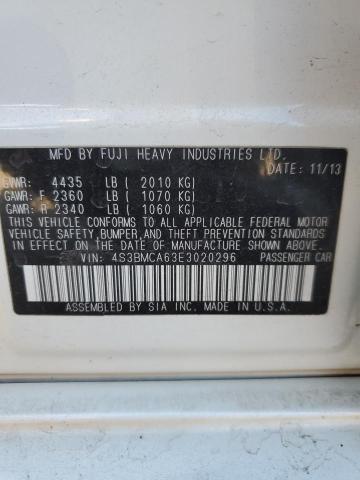 MFD BY FUJI HEAVY INDUSTRIES LTD.
DATE: 11/13
GVWR: 4435 LB ( 2010 KG)
GAWR: F 2360 LB ( 1070 KG)
GAWR: R 2340 LB ( 1060 KG)
THIS VEHICLE CONFORMS TO ALL APPLICABLE FEDERAL MOTOR
VEHICLE SAFETY, BUMPER, AND THEFT PREVENTION STANDARDS
IN EFFECT ON THE DATE OF MANUFACTURE SHOWN ABOVE.
VIN: 4S3BMCA63E3020296 PASSENGER CAR
ASSEMBLED BY SIA INC. MADE IN U.S.A.